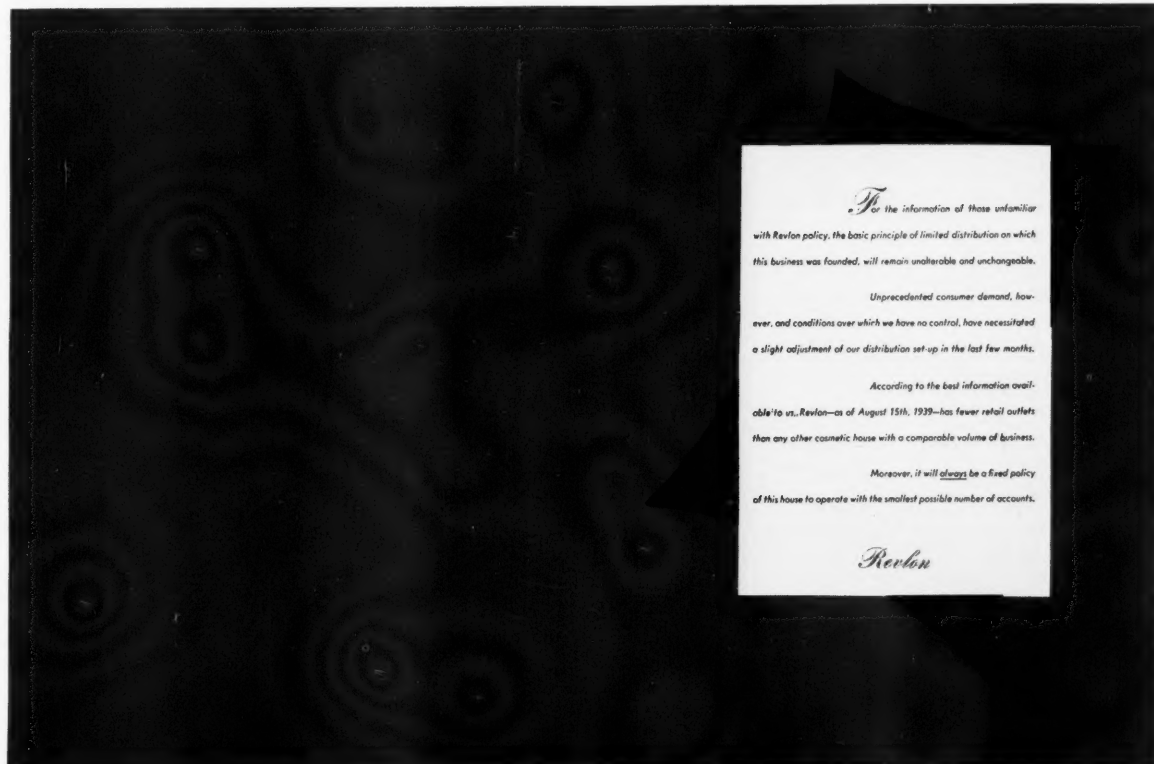 For the information of those unfamiliar
with Revlon policy, the basic principle of limited distribution on which
this business was founded, will remain unalterable and unchangeable.
Unprecedented consumer demand, how-
ever, and conditions over which we have no control, have necessitated
a slight adjustment of our distribution set-up in the last few months.
According to the best information avail-
able to us, Revlon—as of August 15th, 1939—has fewer retail outlets
than any other cosmetic house with a comparable volume of business.
Moreover, it will always be a fixed policy
of this house to operate with the smallest possible number of accounts.
Revlon